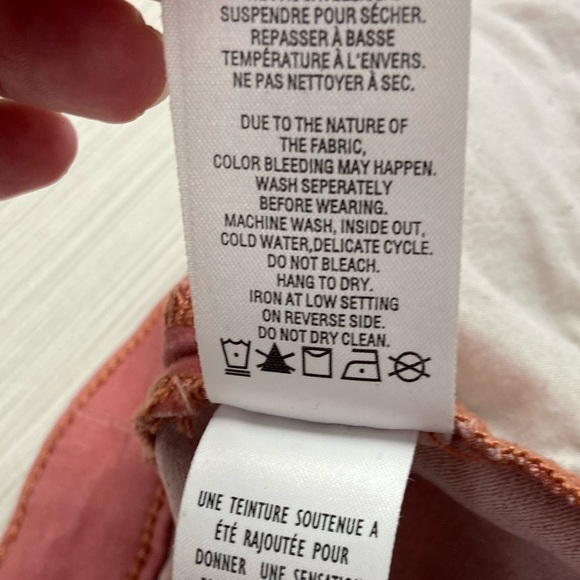 SUSPENDRE POUR SÉCHER.
REPASSER À BASSE
TEMPÉRATURE À L'ENVERS.
NE PAS NETTOYER À SEC.
DUE TO THE NATURE OF
THE FABRIC,
COLOR BLEEDING MAY HAPPEN.
WASH SEPERATELY
BEFORE WEARING.
MACHINE WASH, INSIDE OUT,
COLD WATER,DELICATE CYCLE.
DO NOT BLEACH.
HANG TO DRY.
IRON AT LOW SETTING
ON REVERSE SIDE.
DO NOT DRY CLEAN.
UNE TEINTURE SOUTENUE A
ÉTÉ RAJOUTÉE POUR
DONNER UNE SENSATION